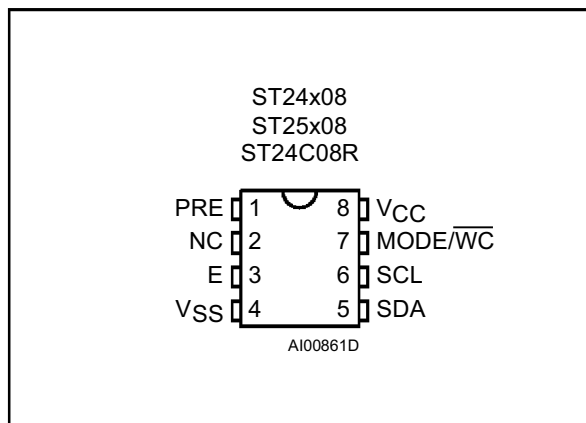 ST24x08
ST25x08
ST24C08R
PRE 1 8 VCC
NC 2 7 MODE/WC
E 3 6 SCL
VSS 4 5 SDA
AI00861D